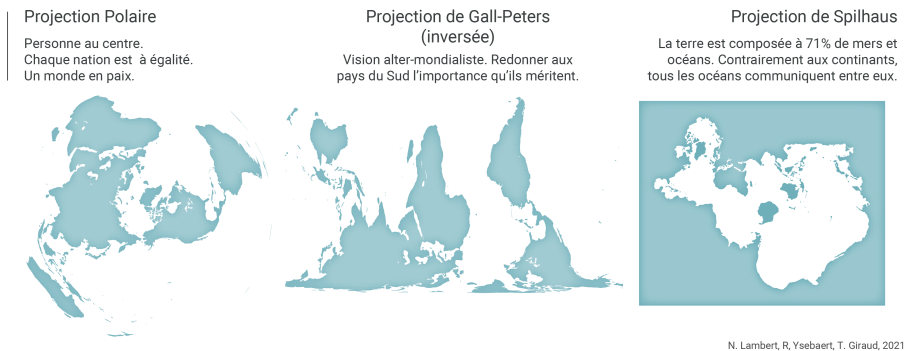 Projection Polaire
Personne au centre.
Chaque nation est à égalité.
Un monde en paix.
Projection de Gall-Peters
(inversée)
Vision alter-mondialiste. Redonner aux
pays du Sud l’importance qu’ils méritent.
Projection de Spilhaus
La terre est composée à 71% de mers et
océans. Contrairement aux continants,
tous les océans communiquent entre eux.
N. Lambert, R, Ysebaert, T. Giraud, 2021